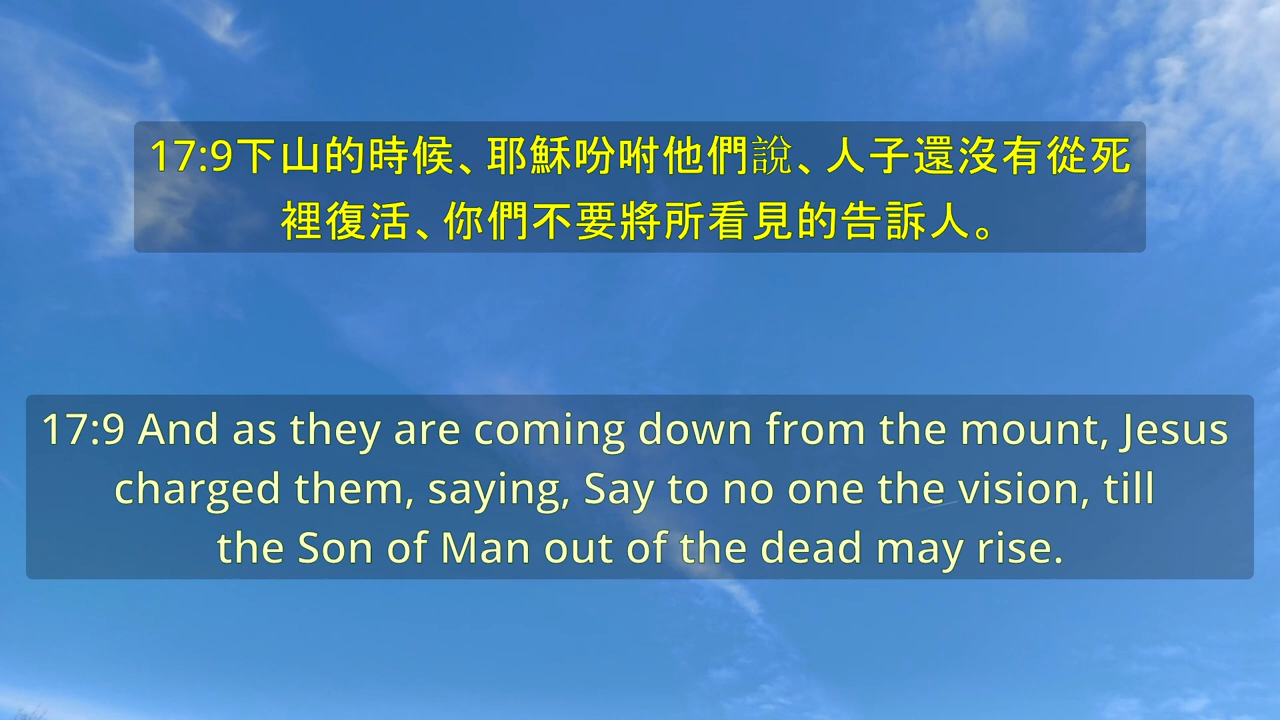 17:9下山的時候、耶穌吩咐他們說、人子還沒有從死
裡復活、你們不要將所看見的告訴人。
17:9 And as they are coming down from the mount, Jesus
charged them, saying, Say to no one the vision, till
the Son of Man out of the dead may rise.